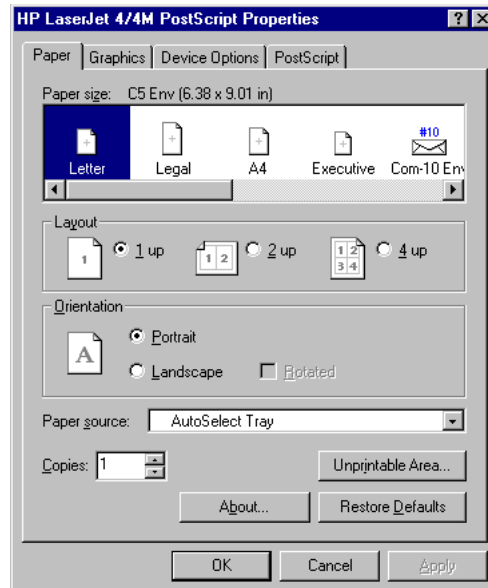 HP LaserJet 4/4M PostScript Properties
Paper Graphics Device Options PostScript
Paper size: C5 Env (6.38 x 9.01 in)
#10
Letter Legal A4 Executive Com-10 Env
Layout
1 1 up 1 2 2 up 1 2 3 4 4 up
Orientation
A
Portrait
Landscape Rotated
Paper source: AutoSelect Tray
Copies: 1 Unprintable Area...
About... Restore Defaults
OK Cancel Apply